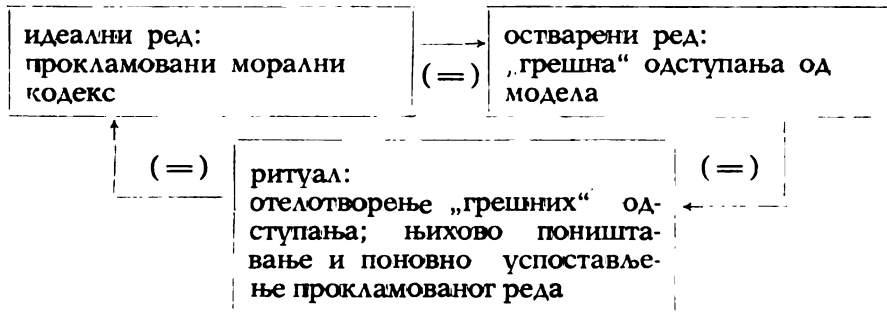 идеални ред:
прокламовани морални
кодекс
(=)
остварени ред:
„грешна“ одступања од
модела
(=)
(=)
ритуал:
отелотворење „грешних“ од-
ступања; њихово поништа-
вање и поновно успоставље-
ње прокламованог реда